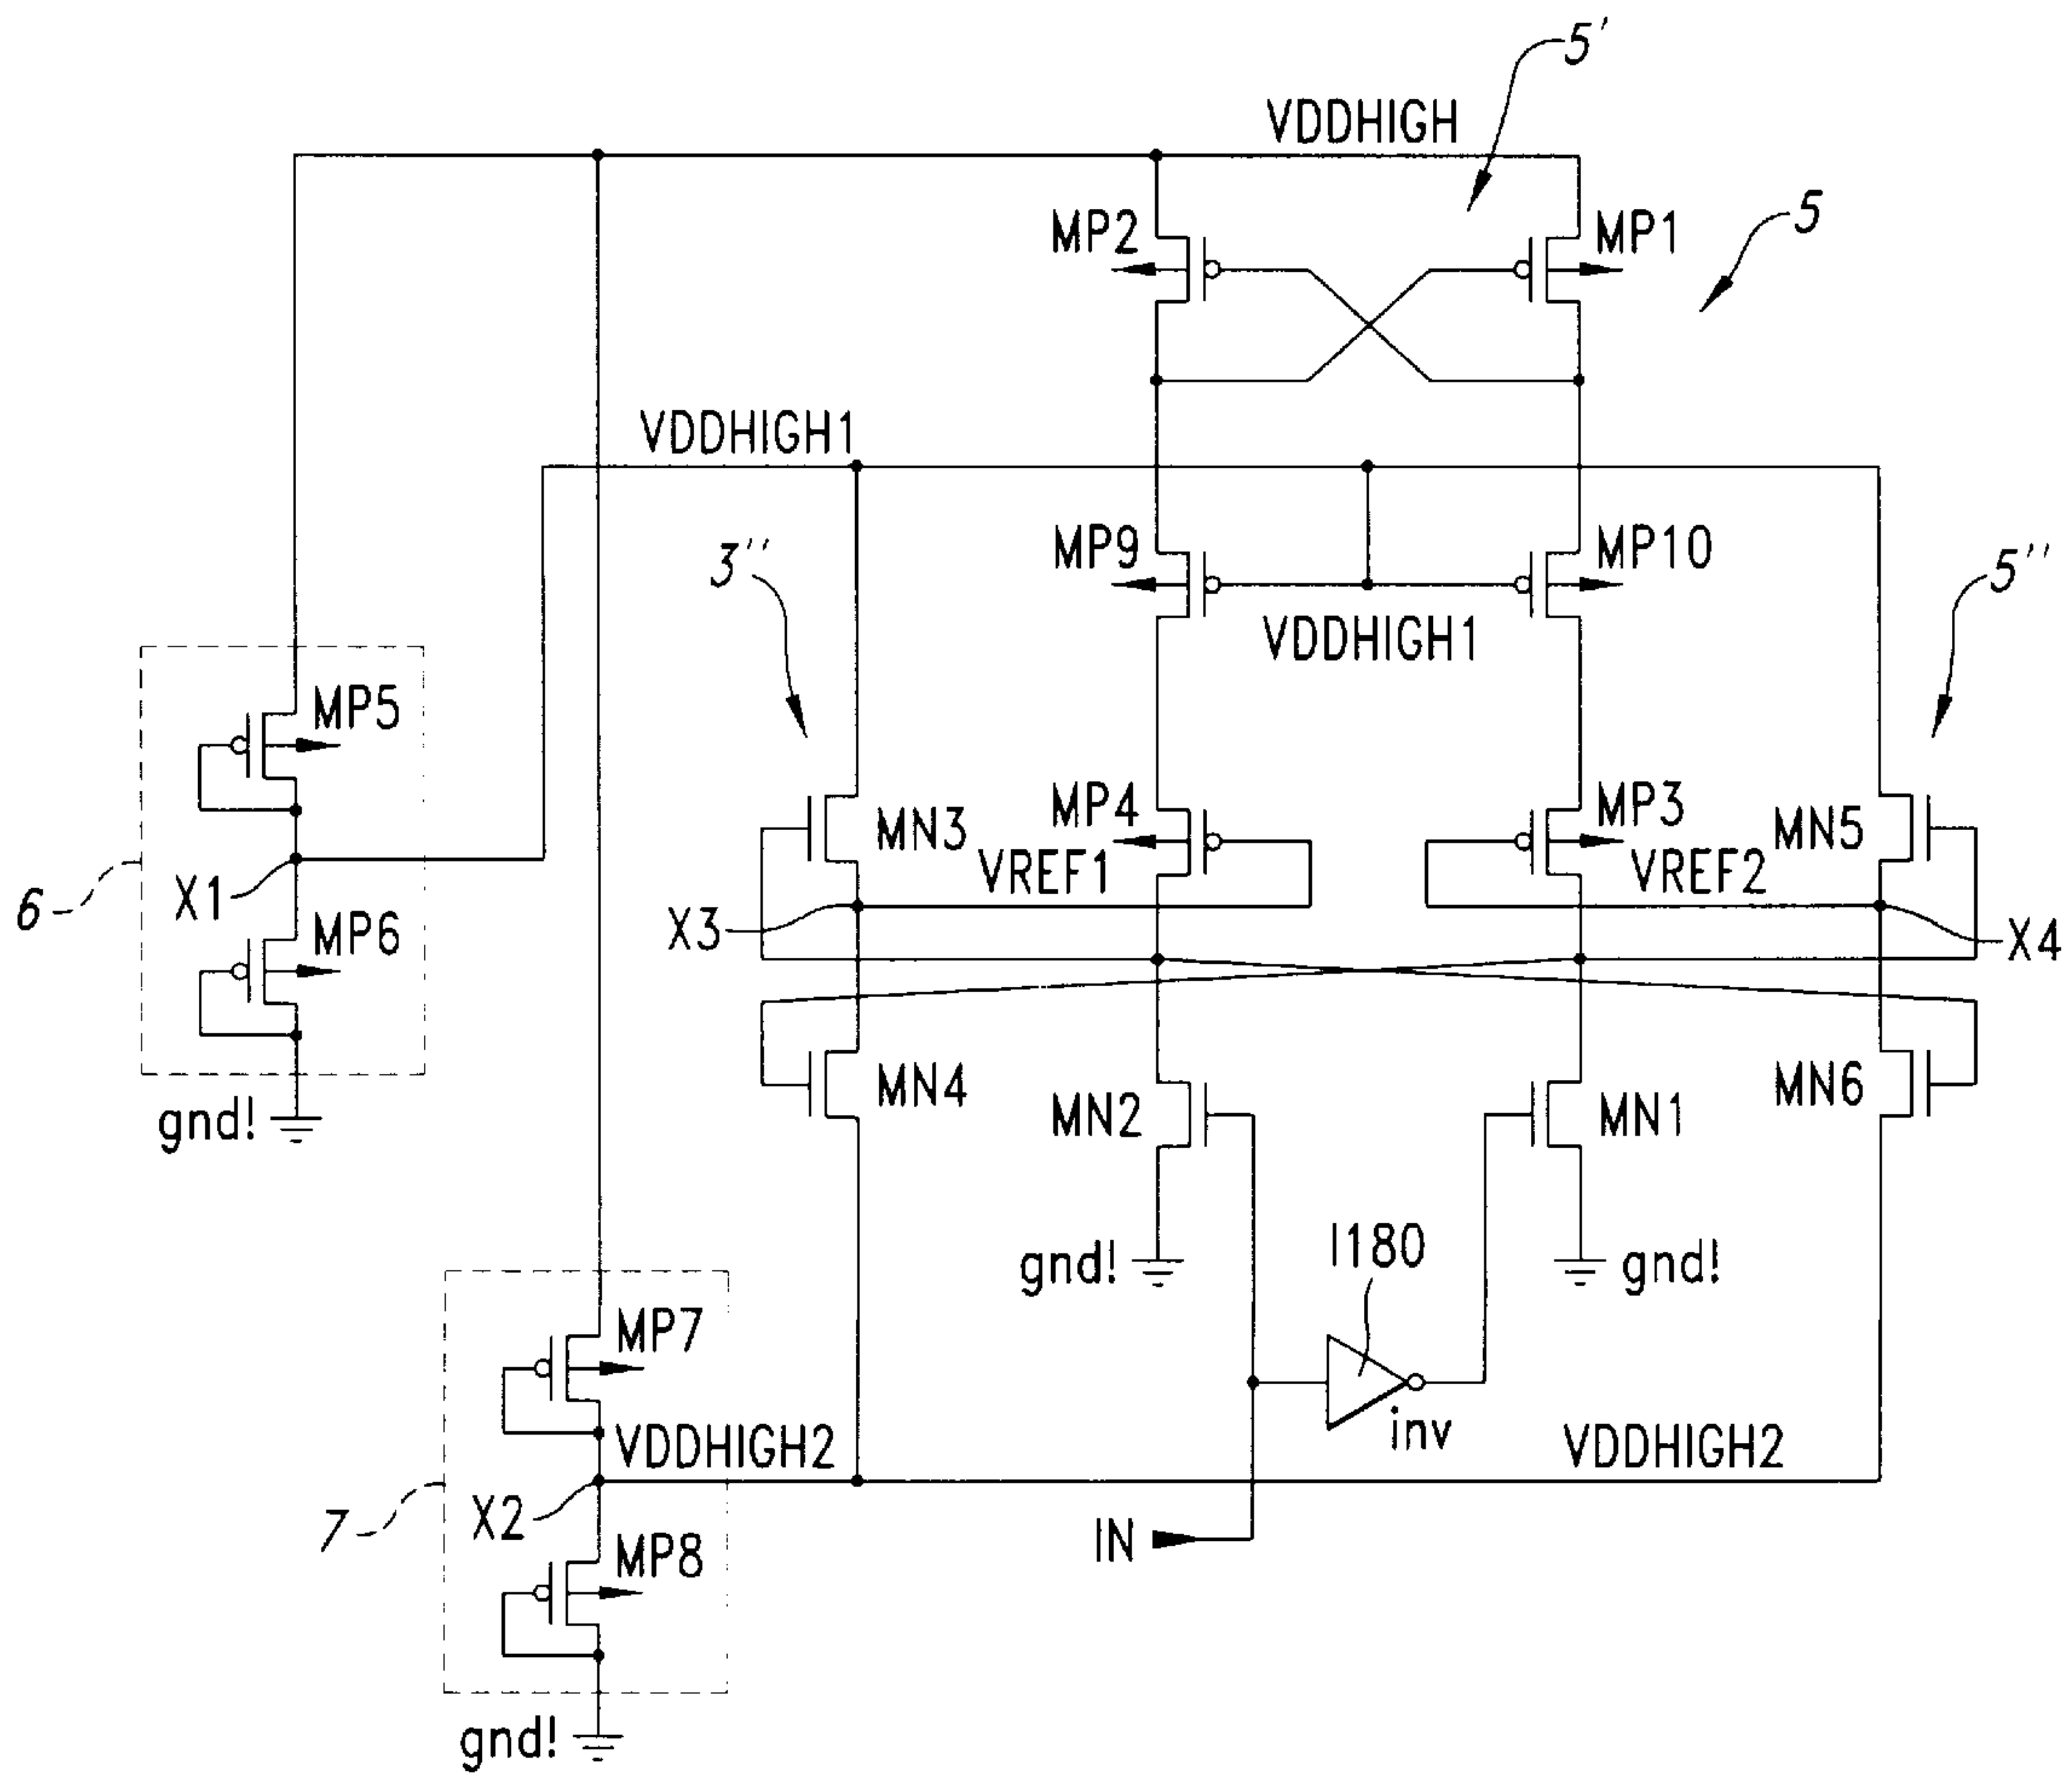 5'
VDDHIGH
5
MP2
MP1
VDDHIGH1
MP9
MP10
3''
5''
VDDHIGH1
MP5
MP4
MP3
MN3
MN5
VREF1
VREF2
6
X1
X3
X4
MP6
MN4
MN2
MN1
MN6
gnd!
I180
gnd!
gnd!
MP7
inv
VDDHIGH2
VDDHIGH2
7
X2
IN
MP8
gnd!